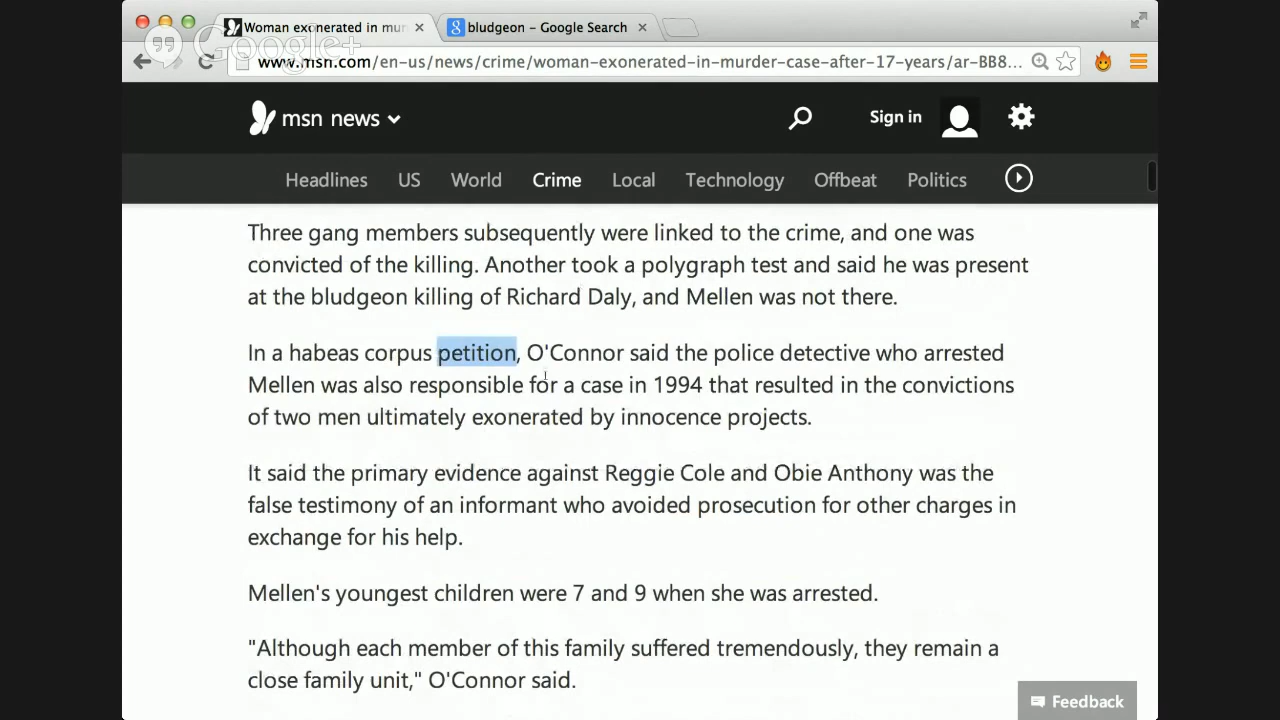 Woman exonerated in mur
bludgeon - Google Search
Google+
www.msn.com/en-us/news/crime/woman-exonerated-in-murder-case-after-17-years/ar-BB8...
msn news
Sign in
Headlines US World Crime Local Technology Offbeat Politics
Three gang members subsequently were linked to the crime, and one was
convicted of the killing. Another took a polygraph test and said he was present
at the bludgeon killing of Richard Daly, and Mellen was not there.
In a habeas corpus petition, O'Connor said the police detective who arrested
Mellen was also responsible for a case in 1994 that resulted in the convictions
of two men ultimately exonerated by innocence projects.
It said the primary evidence against Reggie Cole and Obie Anthony was the
false testimony of an informant who avoided prosecution for other charges in
exchange for his help.
Mellen's youngest children were 7 and 9 when she was arrested.
"Although each member of this family suffered tremendously, they remain a
close family unit," O'Connor said.
Feedback